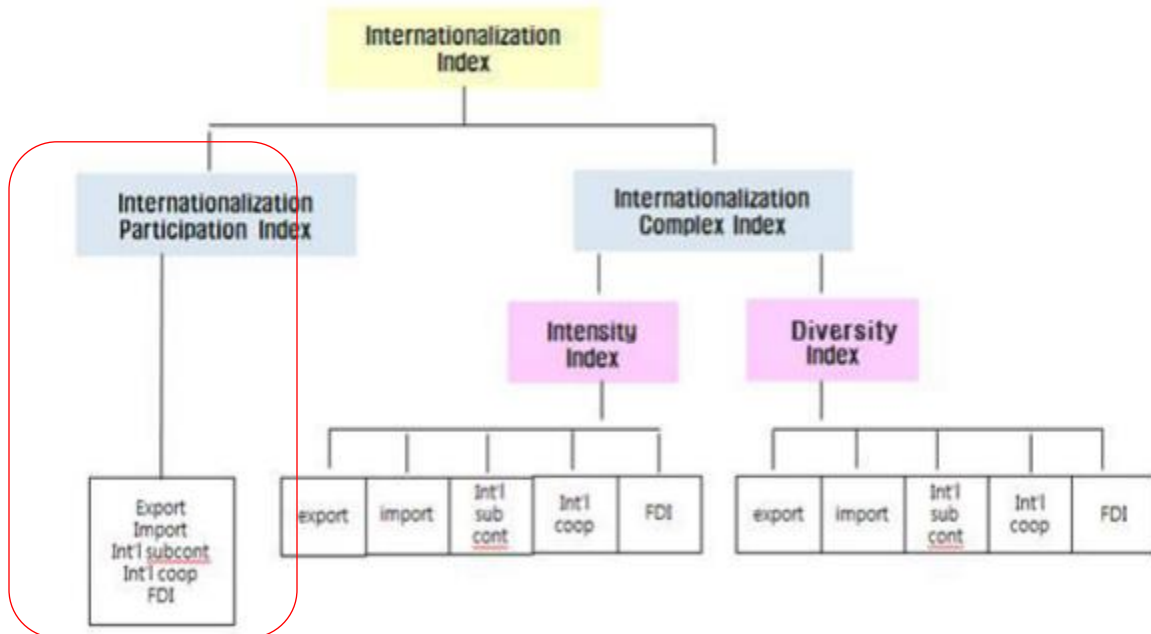 Internationalization
Index
Internationalization
Participation Index
Internationalization
Complex Index
Intensity
Index
Diversity
Index
Export
Import
Int'l subcont
Int'l coop
FDI
export
import
Int'l
sub
cont
Int'l
coop
FDI
export
import
Int'l
sub
cont
Int'l
coop
FDI